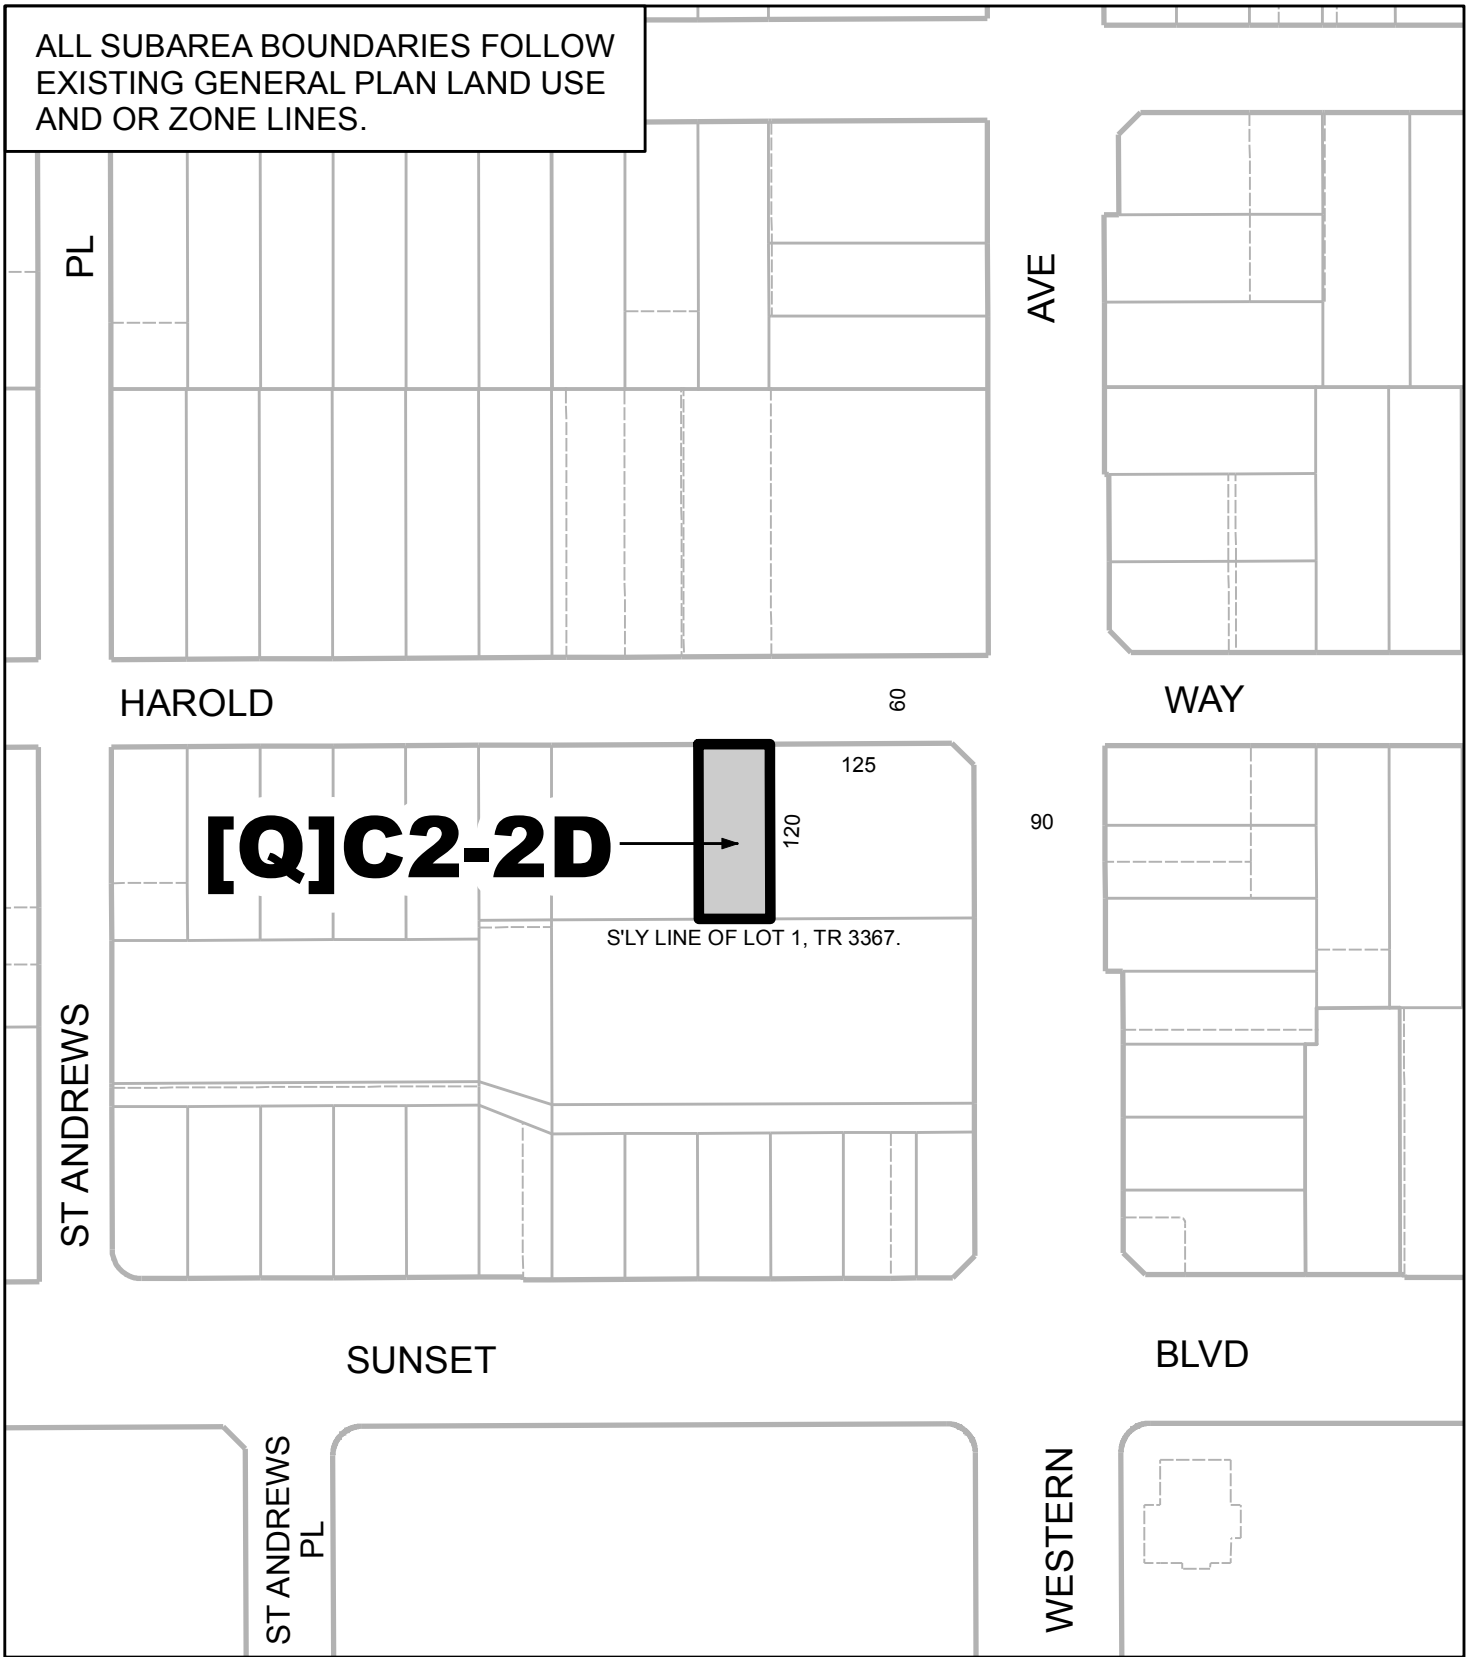 ALL SUBAREA BOUNDARIES FOLLOW
EXISTING GENERAL PLAN LAND USE
AND OR ZONE LINES.
PL
AVE
HAROLD
60
WAY
125
[Q]C2-2D
120
90
S'LY LINE OF LOT 1, TR 3367.
ST ANDREWS
SUNSET
BLVD
ST ANDREWS
PL
WESTERN